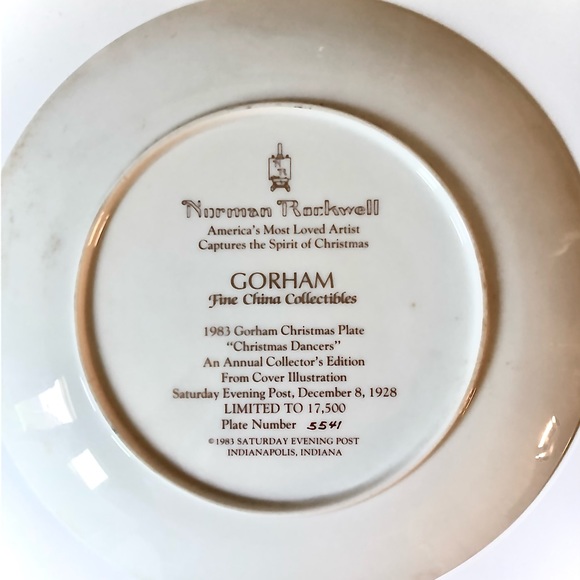 Norman Rockwell
America's Most Loved Artist
Captures the Spirit of Christmas
GORHAM
Fine China Collectibles
1983 Gorham Christmas Plate
“Christmas Dancers”
An Annual Collector's Edition
From Cover Illustration
Saturday Evening Post, December 8, 1928
LIMITED TO 17,500
Plate Number 5541
©1983 SATURDAY EVENING POST
INDIANAPOLIS, INDIANA